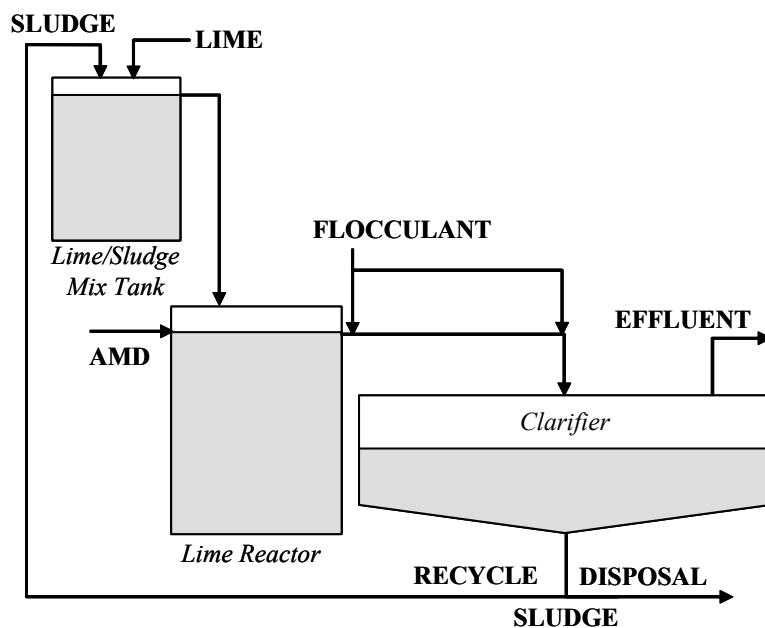 SLUDGE
LIME
Lime/Sludge
Mix Tank
FLOCCULANT
AMD
EFFLUENT
Clarifier
Lime Reactor
RECYCLE
DISPOSAL
SLUDGE